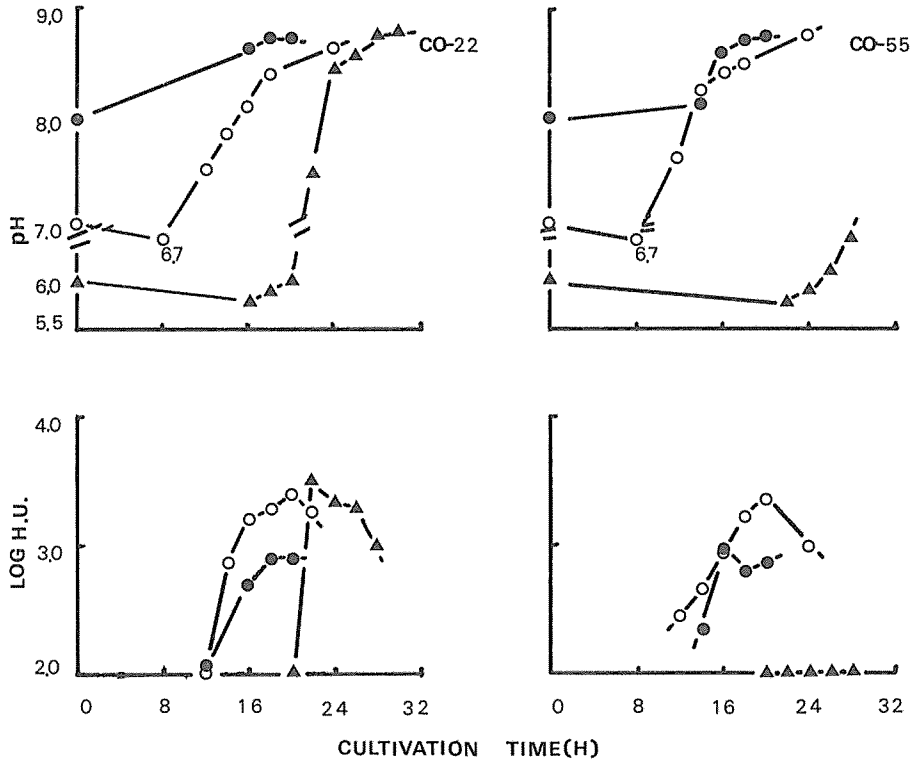 9,0
8,0
7,0
6,0
5,5
pH
6,7
CO-22
6,7
CO-55
4.0
3,0
2,0
LOG H.U.
0 8 16 24 32
0 8 16 24 32
CULTIVATION TIME(H)